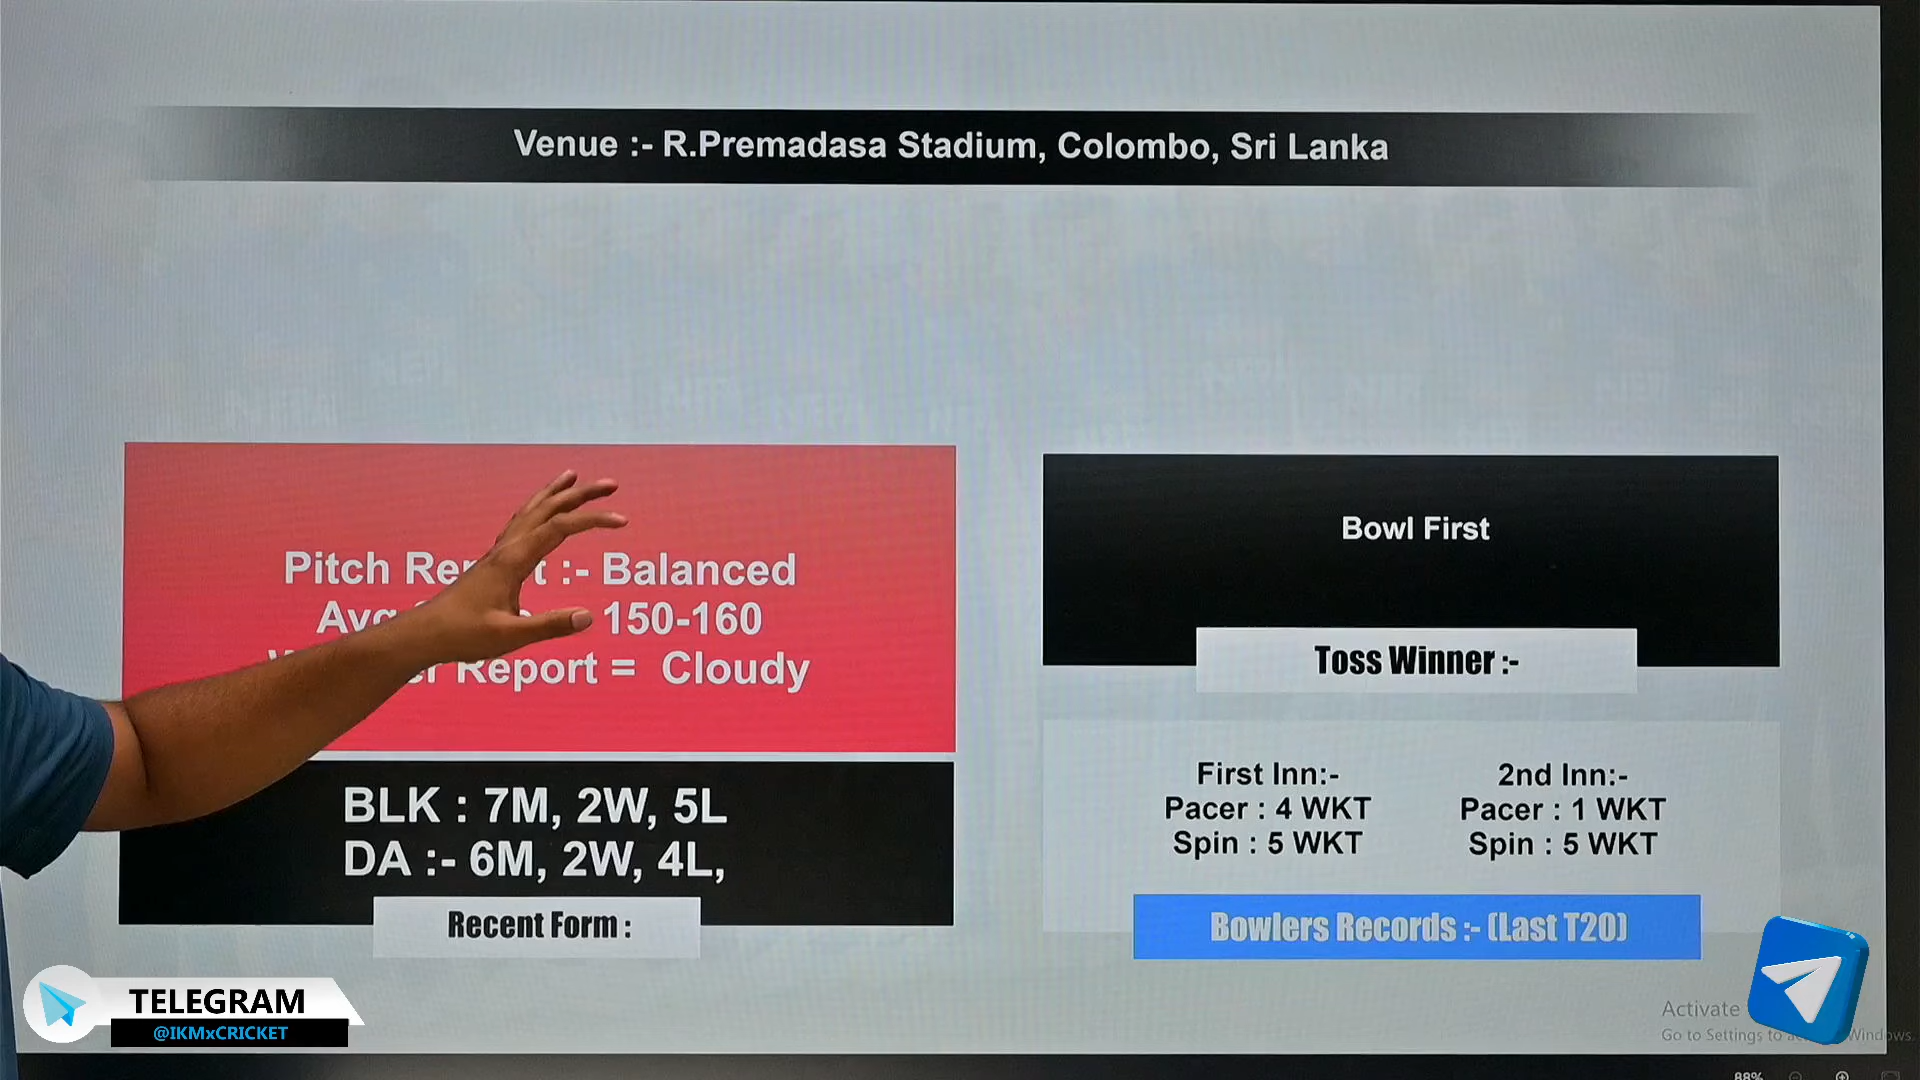 Venue :- R.Premadasa Stadium, Colombo, Sri Lanka
Pitch :- Balanced
150-160
Report = Cloudy
BLK : 7M, 2W, 5L
DA :- 6M, 2W, 4L,
Recent Form :
Bowl First
Toss Winner :-
First Inn:-
Pacer : 4 WKT
Spin : 5 WKT
2nd Inn:-
Pacer : 1 WKT
Spin : 5 WKT
Bowlers Records :- (Last T20)
TELEGRAM
@IKMxCRICKET
Activate
Go to Settings to Windows.
88%